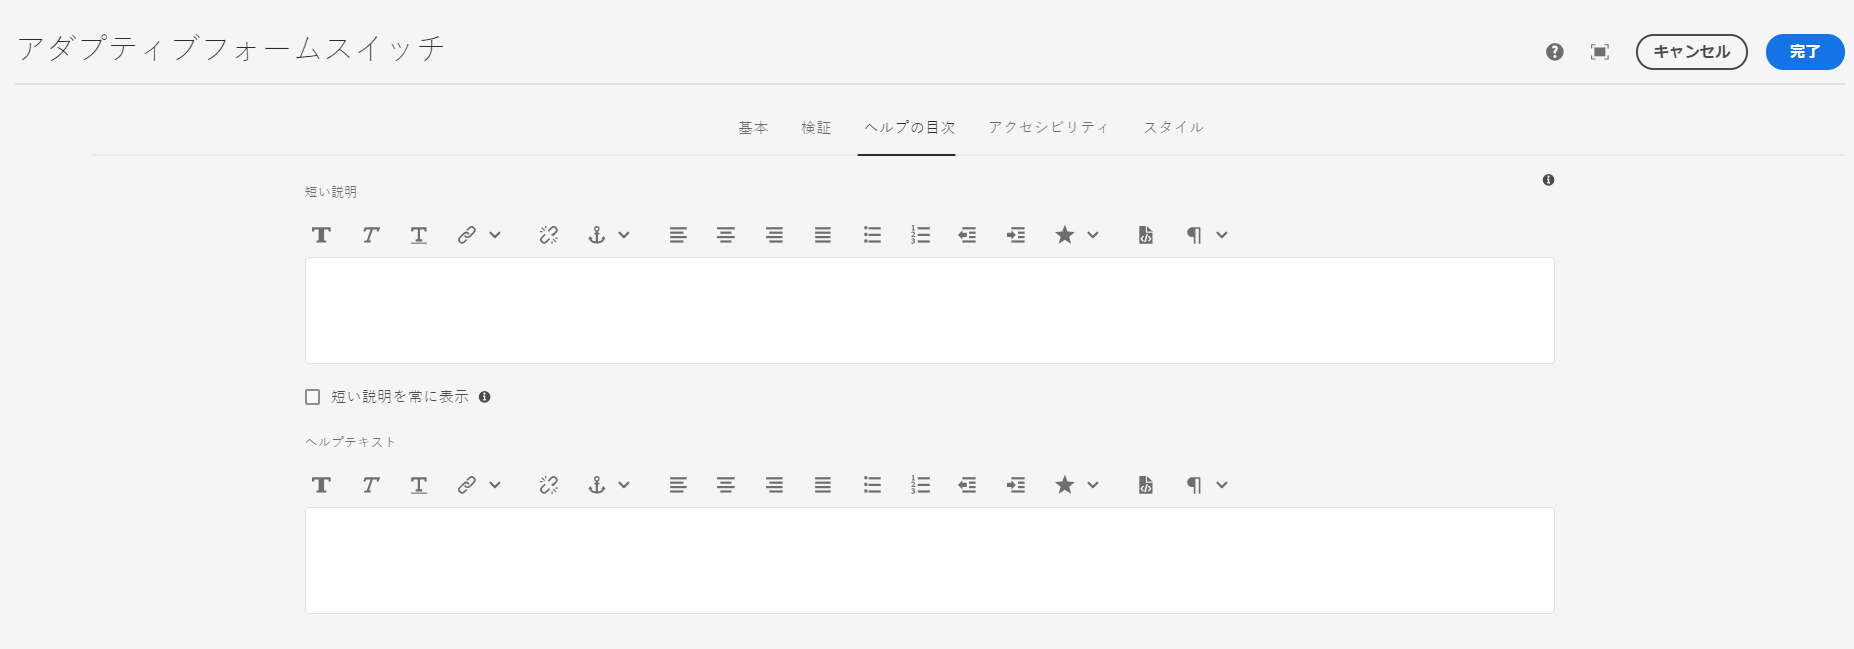 アダプティブフォームスイッチ
キャンセル 完了
基本 検証 ヘルプの目次 アクセシビリティ スタイル
短い説明
短い説明を常に表示
ヘルプテキスト